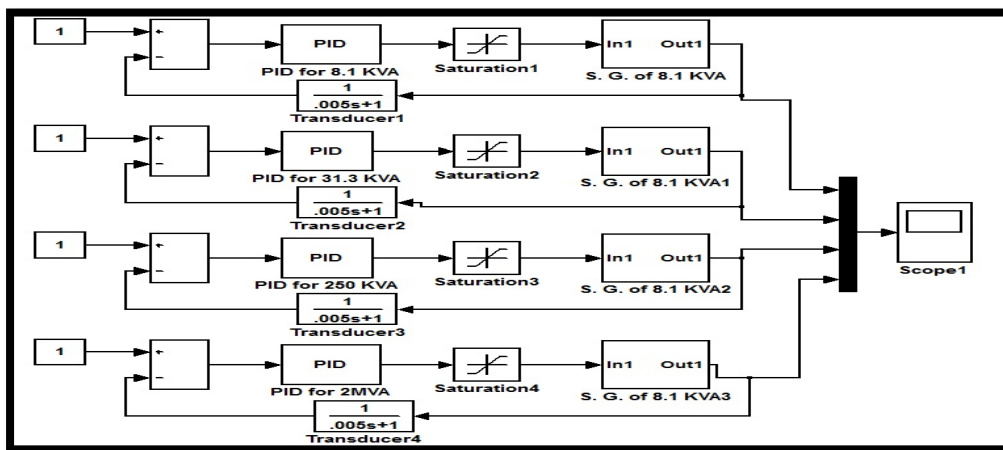 1
+
−
PID
PID for 8.1 KVA
Saturation1
In1 Out1
S. G. of 8.1 KVA
1
.005s+1
Transducer1
1
+
−
PID
PID for 31.3 KVA
Saturation2
In1 Out1
S. G. of 8.1 KVA1
1
.005s+1
Transducer2
1
+
−
PID
PID for 250 KVA
Saturation3
In1 Out1
S. G. of 8.1 KVA2
1
.005s+1
Transducer3
1
+
−
PID
PID for 2MVA
Saturation4
In1 Out1
S. G. of 8.1 KVA3
1
.005s+1
Transducer4
Scope1